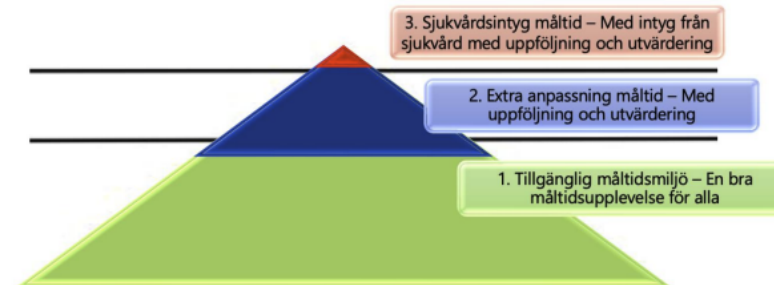 3. Sjukvårdsintyg måltid – Med intyg från
sjukvård med uppföljning och utvärdering
2. Extra anpassning måltid – Med
uppföljning och utvärdering
1. Tillgänglig måltidsmiljö – En bra
måltidsupplevelse för alla